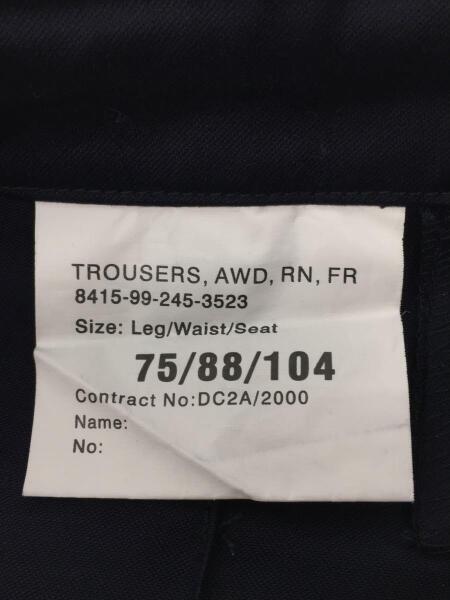 TROUSERS, AWD, RN, FR
8415-99-245-3523
Size: Leg/Waist/Seat
75/88/104
Contract No:DC2A/2000
Name:
No: